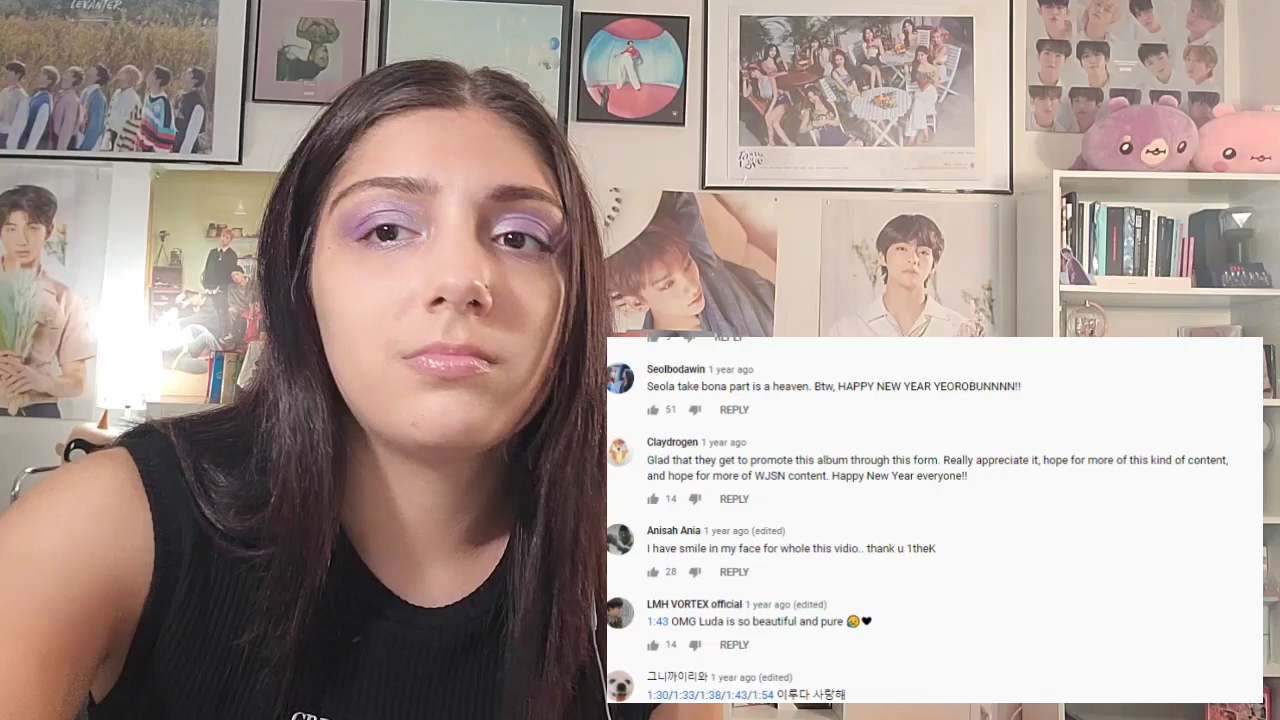 LEVANTER
Taste of Love
REPLY
Seolbodawin 1 year ago
Seola take bona part is a heaven. Btw, HAPPY NEW YEAR YEOROBUNNNN!!
51 REPLY
Claydrogen 1 year ago
Glad that they get to promote this album through this form. Really appreciate it, hope for more of this kind of content,
and hope for more of WJSN content. Happy New Year everyone!!
14 REPLY
Anisah Ania 1 year ago (edited)
I have smile in my face for whole this vidio.. thank u 1theK
28 REPLY
LMH VORTEX official 1 year ago (edited)
1:43 OMG Luda is so beautiful and pure 😥🖤
14 REPLY
그니까이리와 1 year ago (edited)
1:30/1:33/1:38/1:43/1:54 이루다 사랑해